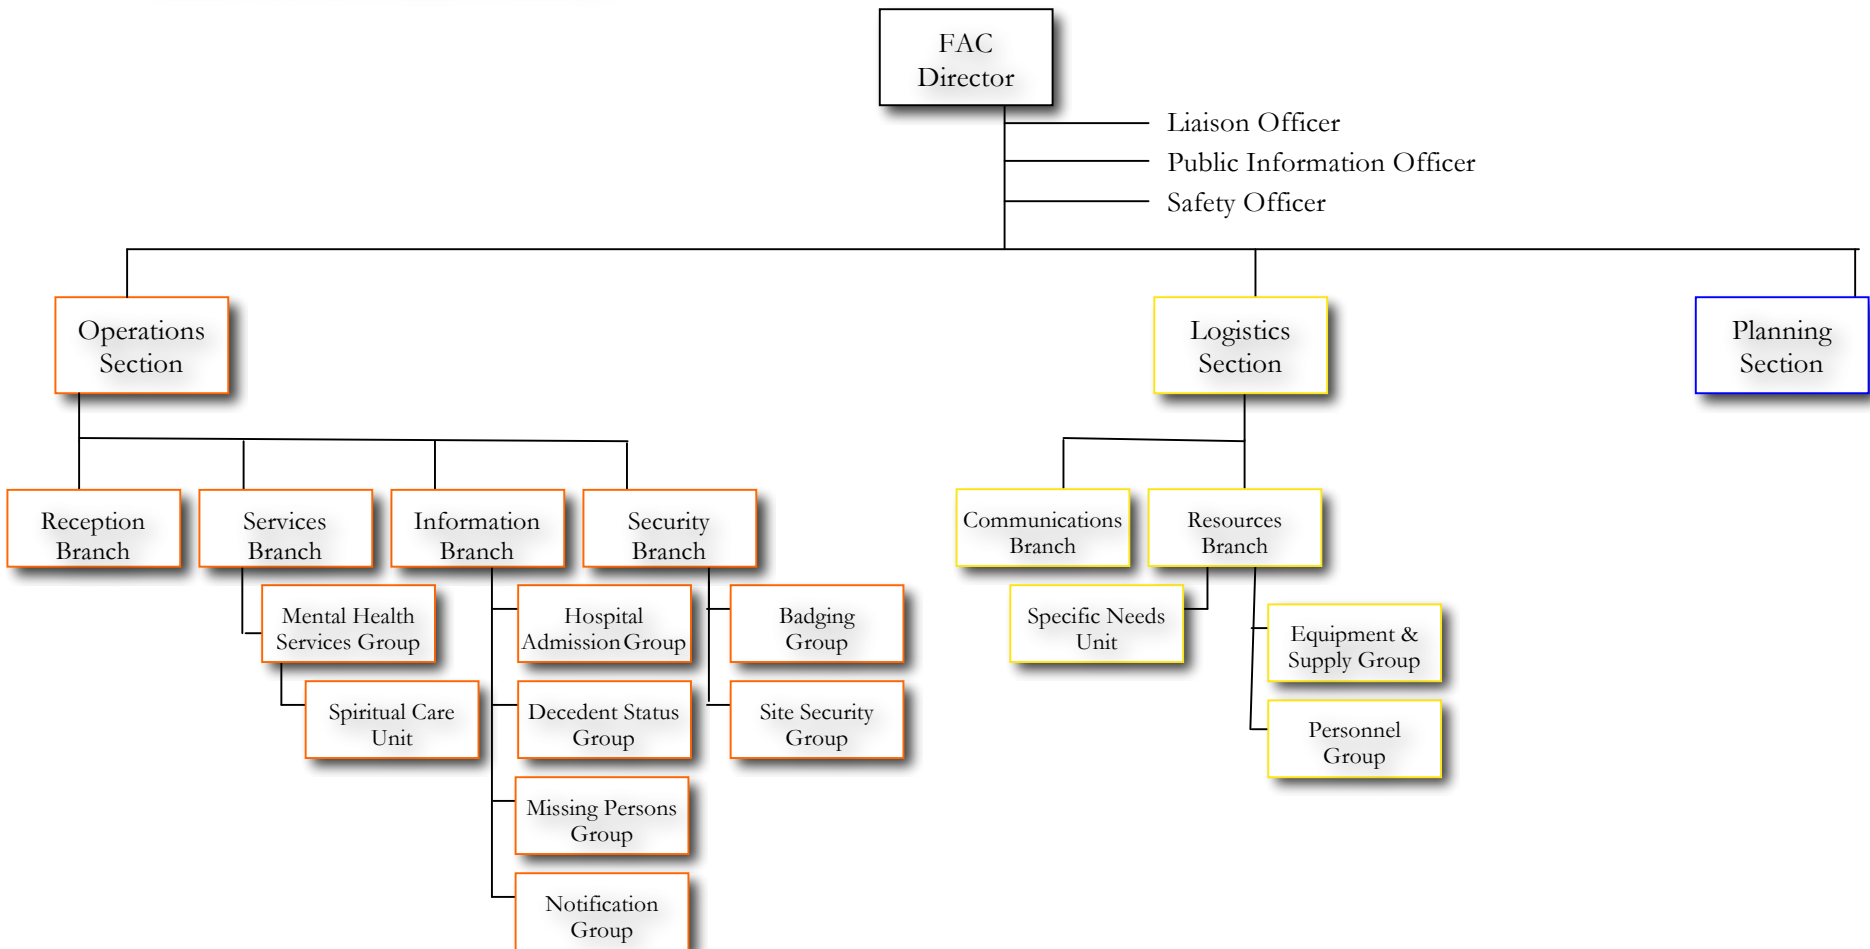 FAC
Director
Liaison Officer
Public Information Officer
Safety Officer
Operations
Section
Logistics
Section
Planning
Section
Reception
Branch
Services
Branch
Information
Branch
Security
Branch
Communications
Branch
Resources
Branch
Mental Health
Services Group
Hospital
Admission Group
Badging
Group
Specific Needs
Unit
Equipment &
Supply Group
Spiritual Care
Unit
Decedent Status
Group
Site Security
Group
Personnel
Group
Missing Persons
Group
Notification
Group